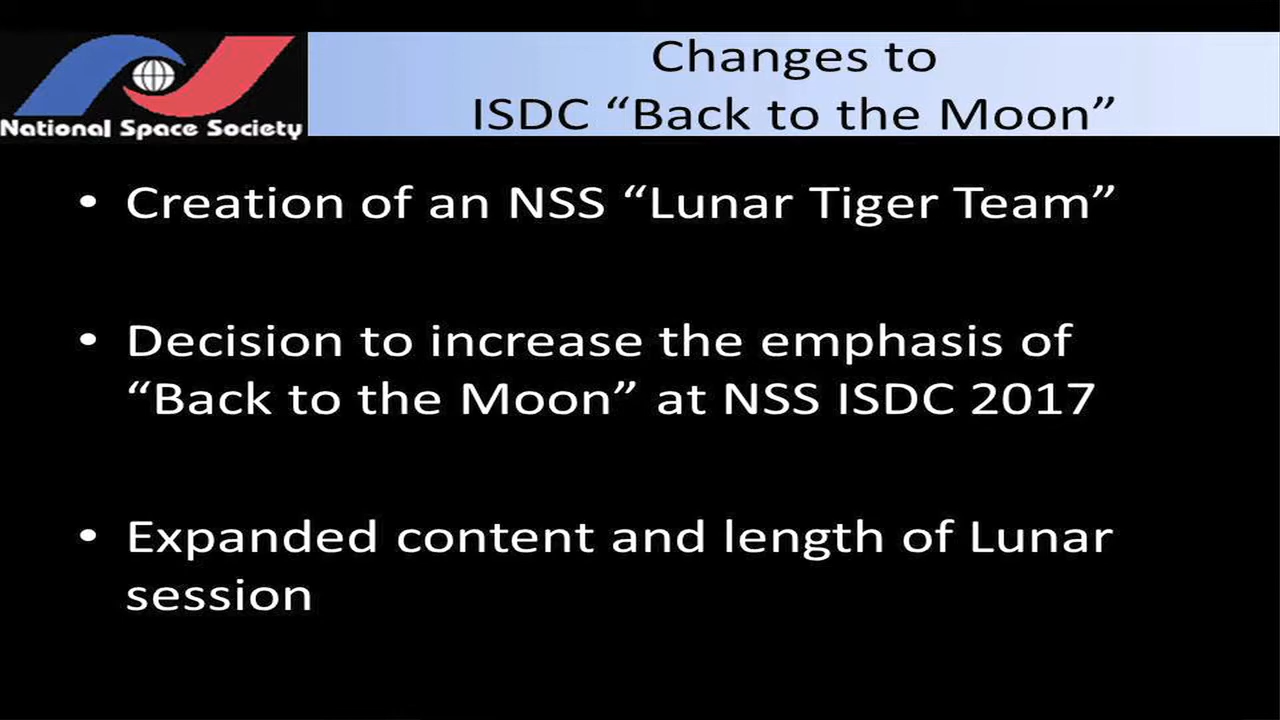 National Space Society
Changes to
ISDC “Back to the Moon”
• Creation of an NSS “Lunar Tiger Team”
• Decision to increase the emphasis of
“Back to the Moon” at NSS ISDC 2017
• Expanded content and length of Lunar
session